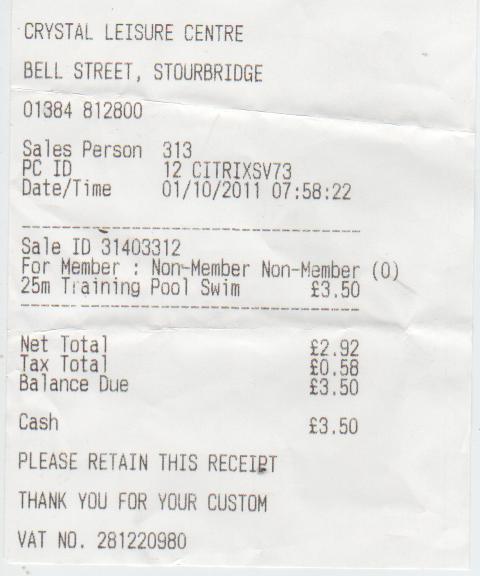 CRYSTAL LEISURE CENTRE
BELL STREET, STOURBRIDGE
01384 812800
Sales Person 313
PC ID 12 CITRIXSV73
Date/Time 01/10/2011 07:58:22
Sale ID 31403312
For Member : Non-Member Non-Member (0)
25m Training Pool Swim £3.50
Net Total £2.92
Tax Total £0.58
Balance Due £3.50
Cash £3.50
PLEASE RETAIN THIS RECEIPT
THANK YOU FOR YOUR CUSTOM
VAT NO. 281220980